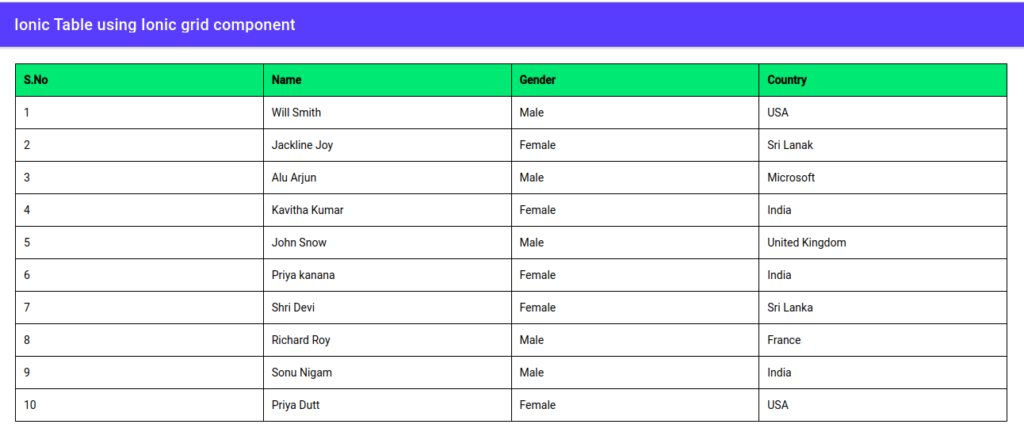 Ionic Table using Ionic grid component
S.No Name Gender Country
1 Will Smith Male USA
2 Jackline Joy Female Sri Lanak
3 Alu Arjun Male Microsoft
4 Kavitha Kumar Female India
5 John Snow Male United Kingdom
6 Priya kanana Female India
7 Shri Devi Female Sri Lanka
8 Richard Roy Male France
9 Sonu Nigam Male India
10 Priya Dutt Female USA